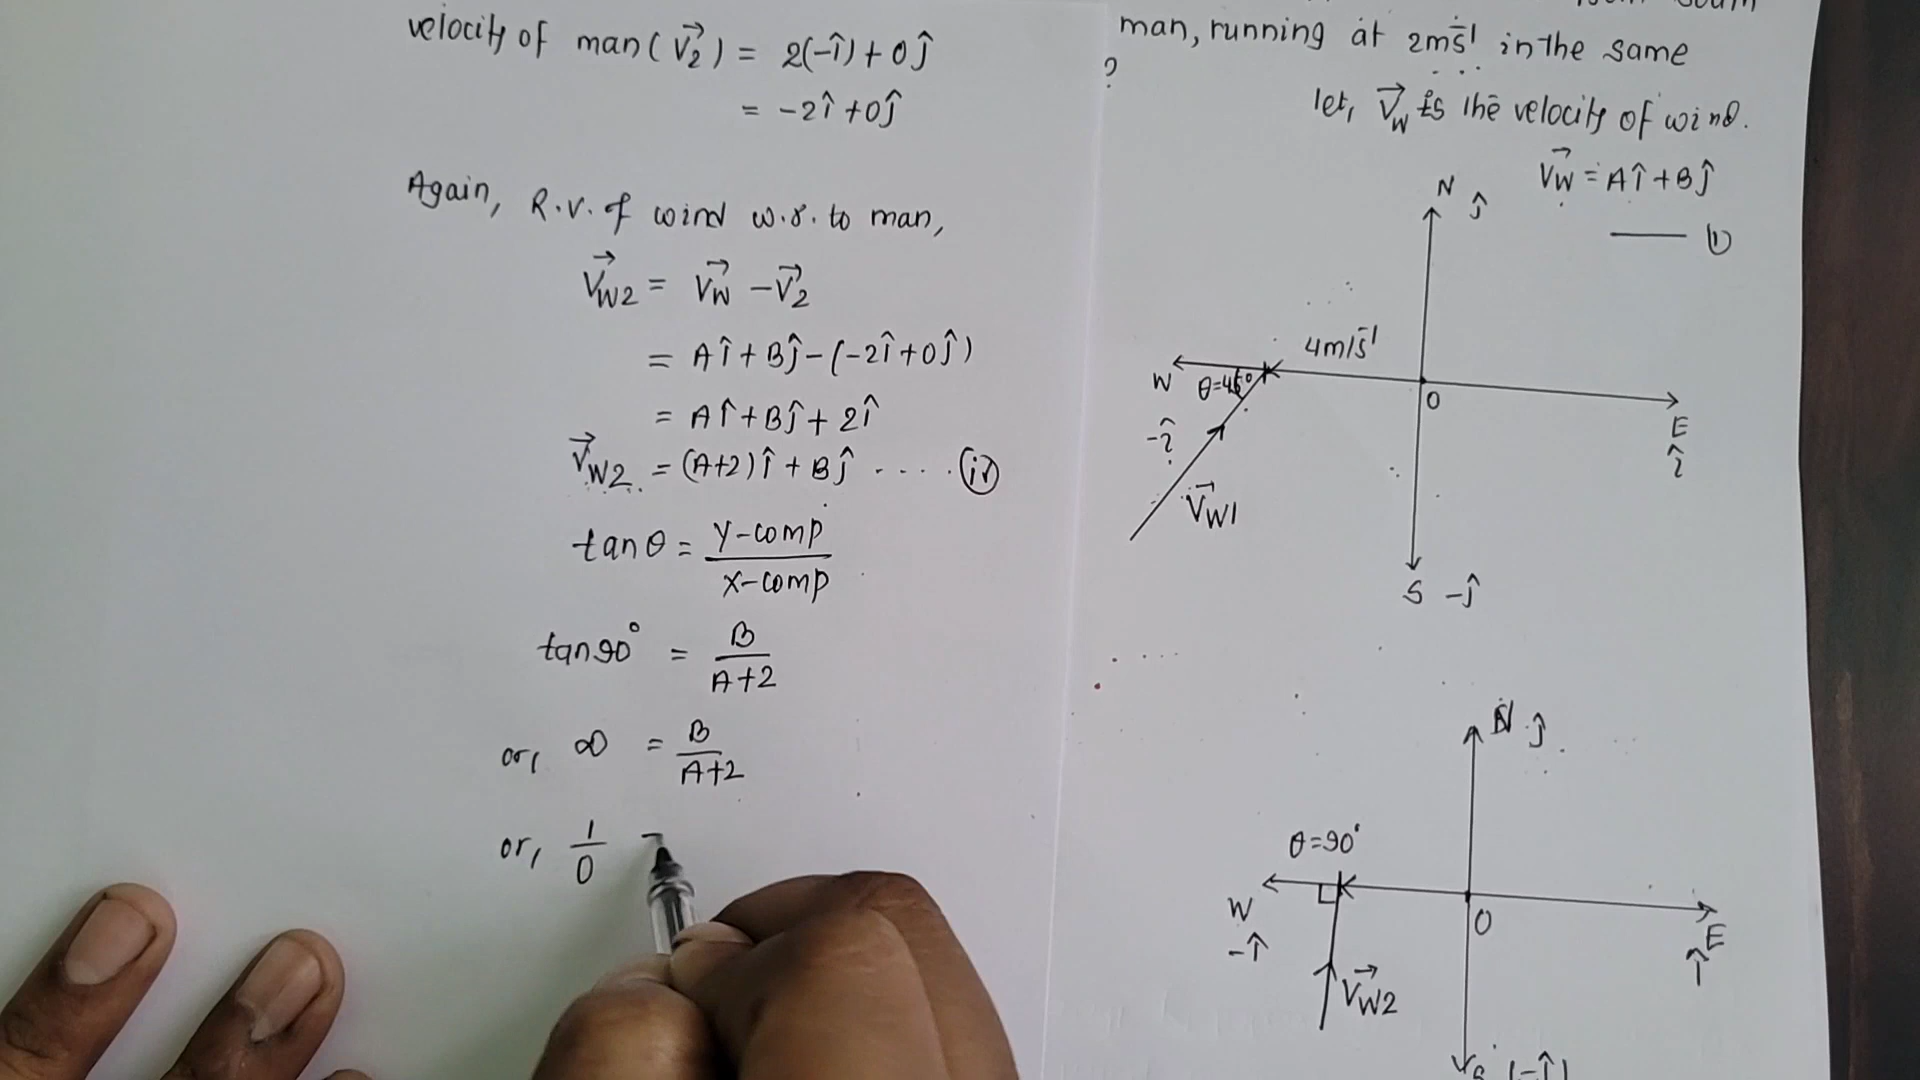 velocity of man (V⃗2) = 2(-î) + 0ĵ
= -2î + 0ĵ
Again, R.V. of wind w.r. to man,
V⃗W2 = V⃗W - V⃗2
= Aî + Bĵ - (-2î + 0ĵ)
= Aî + Bĵ + 2î
V⃗W2 = (A+2)î + Bĵ .... (iv)
tanθ = Y-comp / X-comp
tan90° = B / A+2
or, ∞ = B / A+2
or, 1/0
south
man, running at 2ms⁻¹ in the same
?
let, V⃗W is the velocity of wind.
V⃗W = Aî + Bĵ
—— (1)
N ĵ
4m/s⁻¹
W θ=45°
-î
O
E
î
V⃗W1
S -ĵ
N ĵ
θ=90°
W
-î
O
E
î
V⃗W2